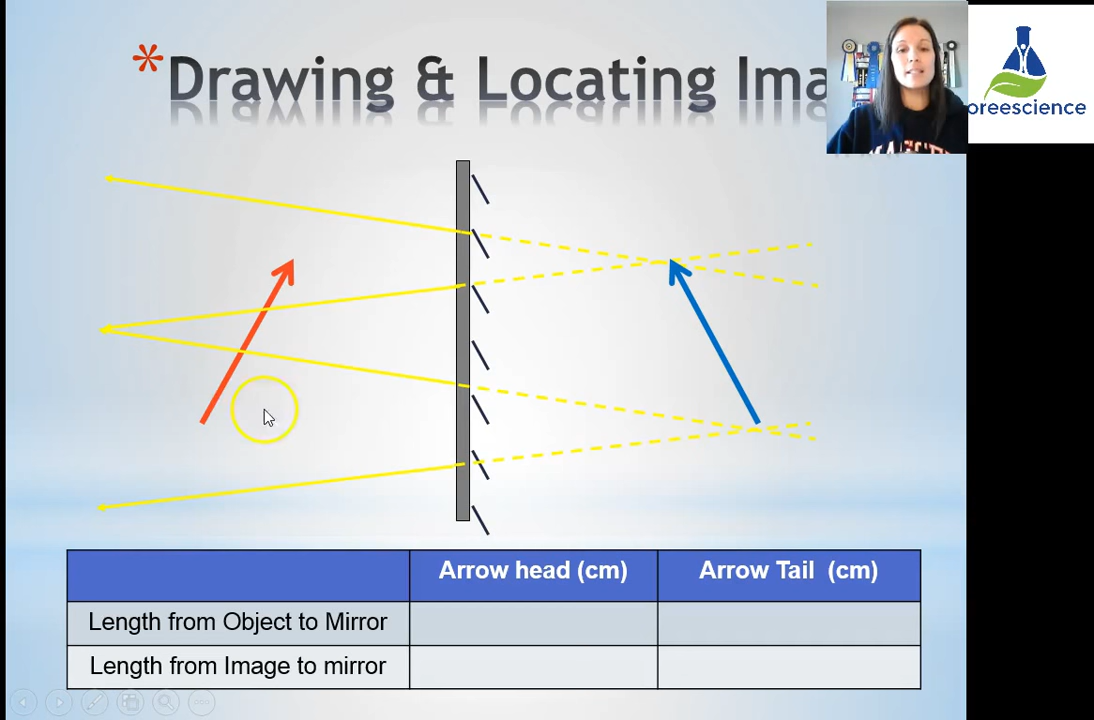 * Drawing & Locating Ima
oreescience
Arrow head (cm) Arrow Tail (cm)
Length from Object to Mirror
Length from Image to mirror